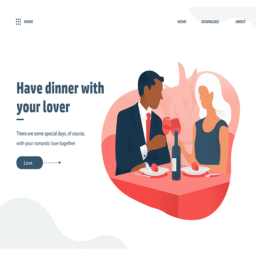 NAME
HOME DOWNLOAD ABOUT
Have dinner with
your lover
There are some special days, of course,
with your romantic love together
Love